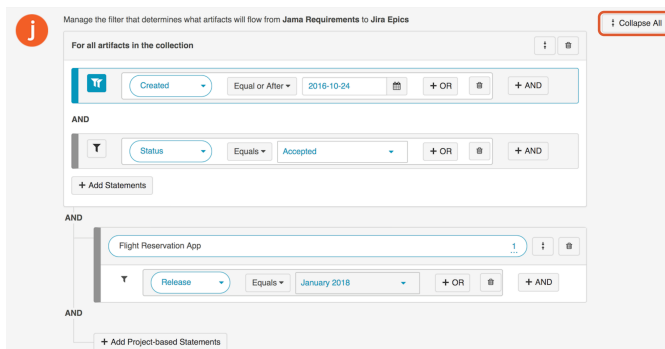 j
Manage the filter that determines what artifacts will flow from Jama Requirements to Jira Epics
Collapse All
For all artifacts in the collection
Created Equal or After 2016-10-24 + OR + AND
AND
Status Equals Accepted + OR + AND
+ Add Statements
AND
Flight Reservation App 1
Release Equals January 2018 + OR + AND
AND
+ Add Project-based Statements